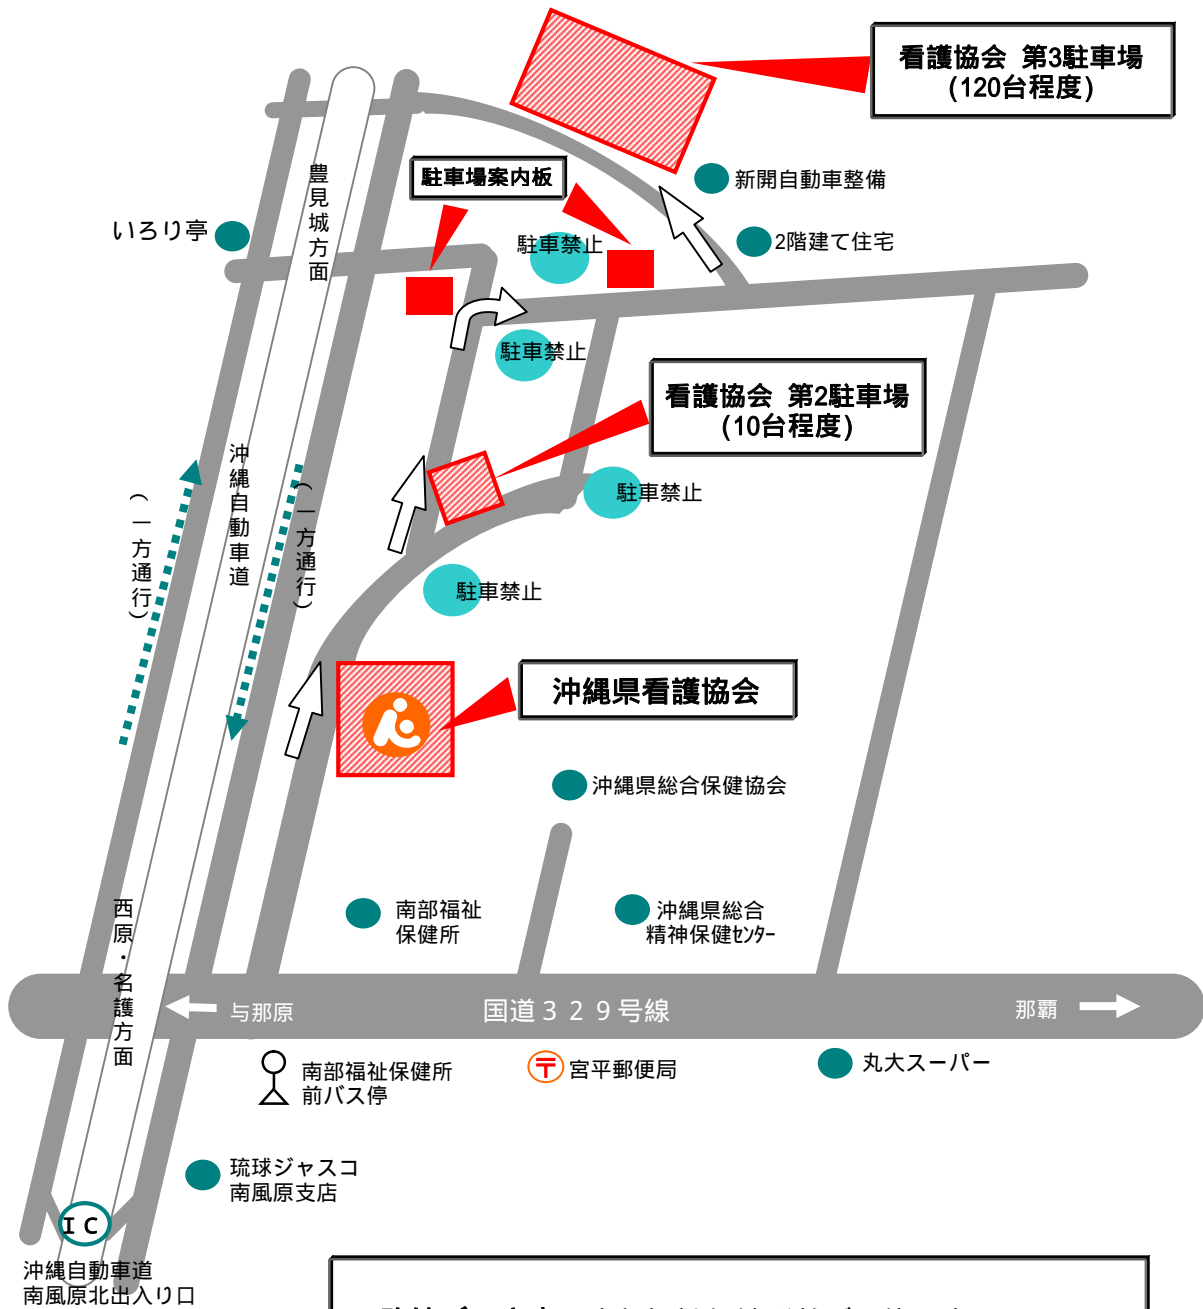 看護協会 第3駐車場
(120台程度)
駐車場案内板
新開自動車整備
豊見城方面
いろり亭
駐車禁止
2階建て住宅
駐車禁止
看護協会 第2駐車場
(10台程度)
沖縄自動車道
(一方通行)
(一方通行)
駐車禁止
駐車禁止
沖縄県看護協会
沖縄県総合保健協会
西原・名護方面
南部福祉
保健所
沖縄県総合
精神保健ｾﾝﾀｰ
与那原
国道３２９号線
那覇
南部福祉保健所
前バス停
〒
宮平郵便局
丸大スーパー
琉球ジャスコ
南風原支店
ＩＣ
沖縄自動車道
南風原北出入り口